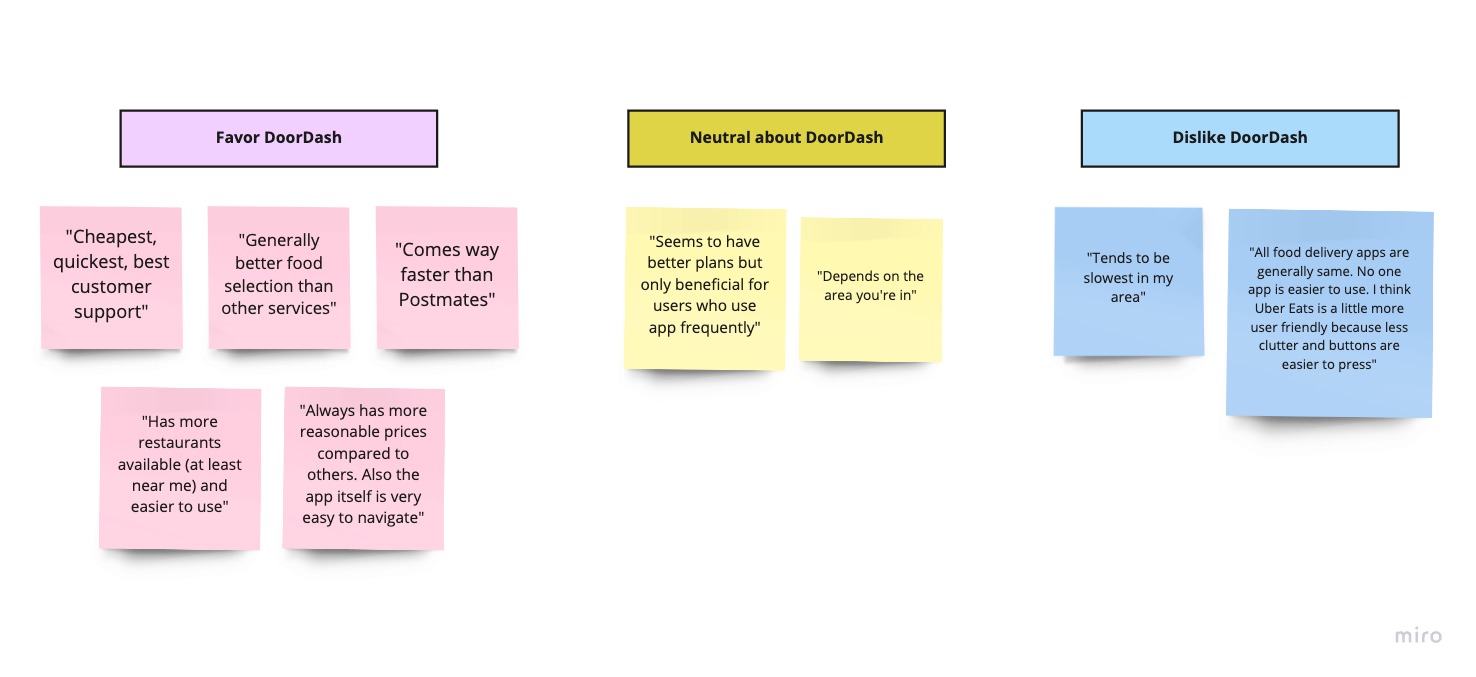 Favor DoorDash
Neutral about DoorDash
Dislike DoorDash
"Cheapest,
quickest, best
customer
support"
"Generally
better food
selection than
other services"
"Comes way
faster than
Postmates"
"Has more
restaurants
available (at least
near me) and
easier to use"
"Always has more
reasonable prices
compared to
others. Also the
app itself is very
easy to navigate"
"Seems to have
better plans but
only beneficial for
users who use
app frequently"
"Depends on the
area you're in"
"Tends to be
slowest in my
area"
"All food delivery apps are
generally same. No one
app is easier to use. I think
Uber Eats is a little more
user friendly because less
clutter and buttons are
easier to press"
miro